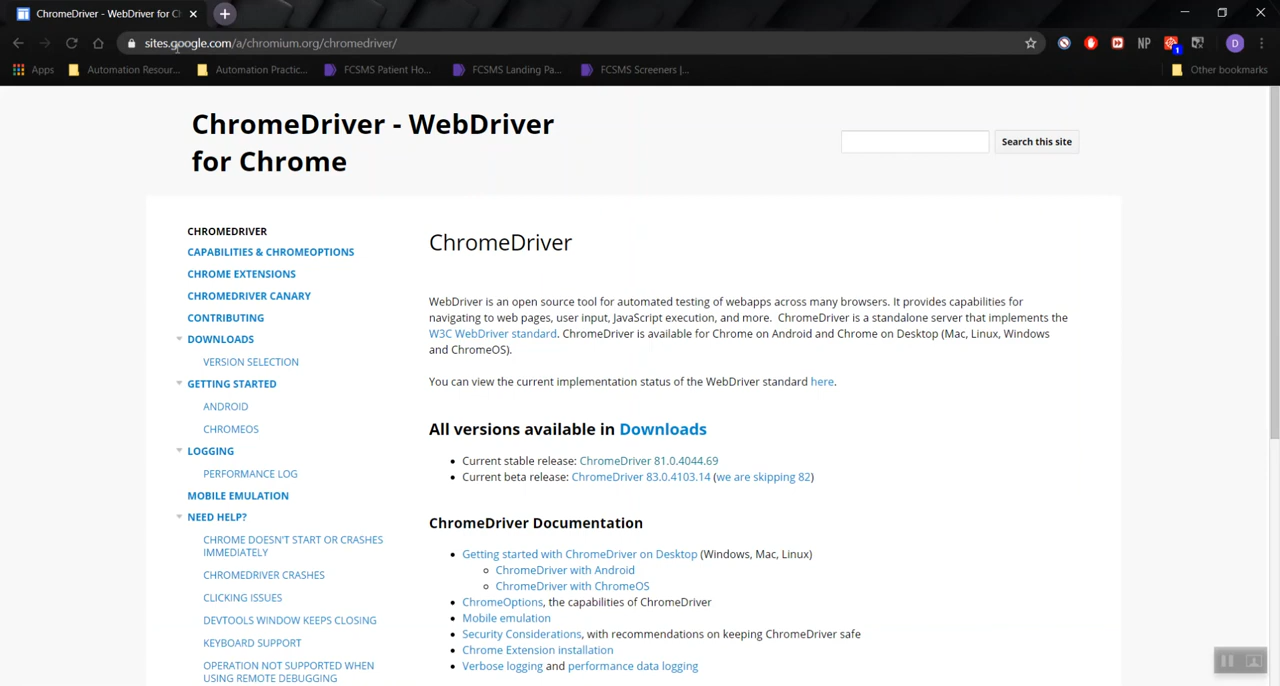 ChromeDriver - WebDriver for C
sites.google.com/a/chromium.org/chromedriver/
NP
1
D
Apps
Automation Resour...
Automation Practic...
FCSMS Patient Ho...
FCSMS Landing Pa...
FCSMS Screeners |...
Other bookmarks
ChromeDriver - WebDriver
for Chrome
Search this site
CHROMEDRIVER
CAPABILITIES & CHROMEOPTIONS
CHROME EXTENSIONS
CHROMEDRIVER CANARY
CONTRIBUTING
DOWNLOADS
VERSION SELECTION
GETTING STARTED
ANDROID
CHROMEOS
LOGGING
PERFORMANCE LOG
MOBILE EMULATION
NEED HELP?
CHROME DOESN'T START OR CRASHES
IMMEDIATELY
CHROMEDRIVER CRASHES
CLICKING ISSUES
DEVTOOLS WINDOW KEEPS CLOSING
KEYBOARD SUPPORT
OPERATION NOT SUPPORTED WHEN
USING REMOTE DEBUGGING
ChromeDriver
WebDriver is an open source tool for automated testing of webapps across many browsers. It provides capabilities for
navigating to web pages, user input, JavaScript execution, and more. ChromeDriver is a standalone server that implements the
W3C WebDriver standard. ChromeDriver is available for Chrome on Android and Chrome on Desktop (Mac, Linux, Windows
and ChromeOS).
You can view the current implementation status of the WebDriver standard here.
All versions available in Downloads
Current stable release: ChromeDriver 81.0.4044.69
Current beta release: ChromeDriver 83.0.4103.14 (we are skipping 82)
ChromeDriver Documentation
Getting started with ChromeDriver on Desktop (Windows, Mac, Linux)
ChromeDriver with Android
ChromeDriver with ChromeOS
ChromeOptions, the capabilities of ChromeDriver
Mobile emulation
Security Considerations, with recommendations on keeping ChromeDriver safe
Chrome Extension installation
Verbose logging and performance data logging